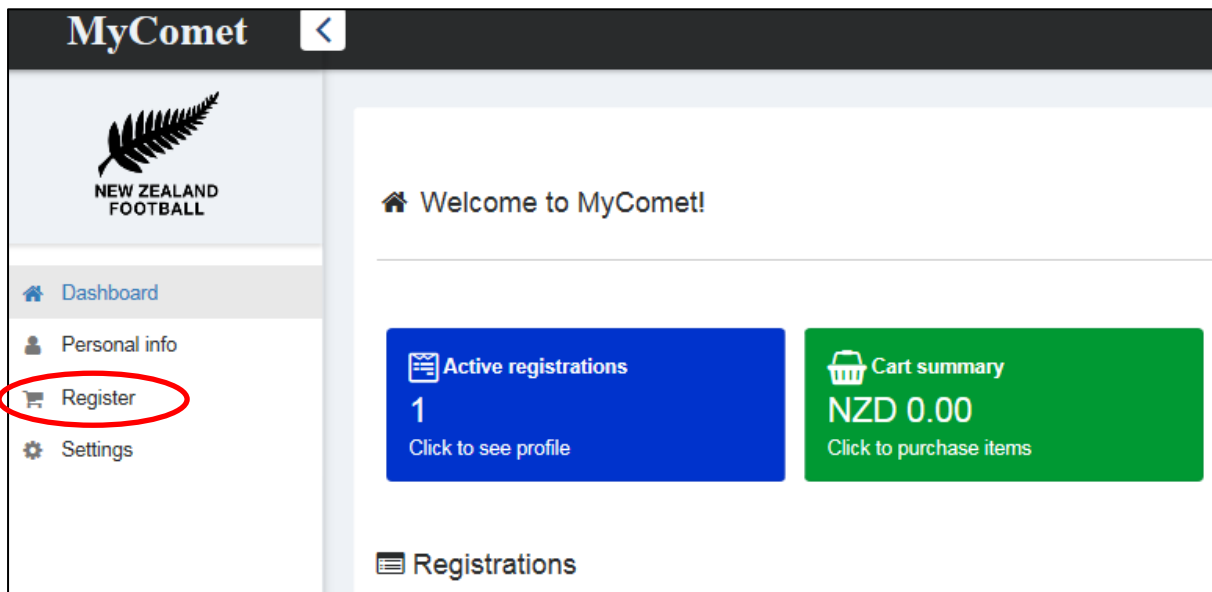 MyComet
NEW ZEALAND
FOOTBALL
Dashboard
Personal info
Register
Settings
Welcome to MyComet!
Active registrations
1
Click to see profile
Cart summary
NZD 0.00
Click to purchase items
Registrations